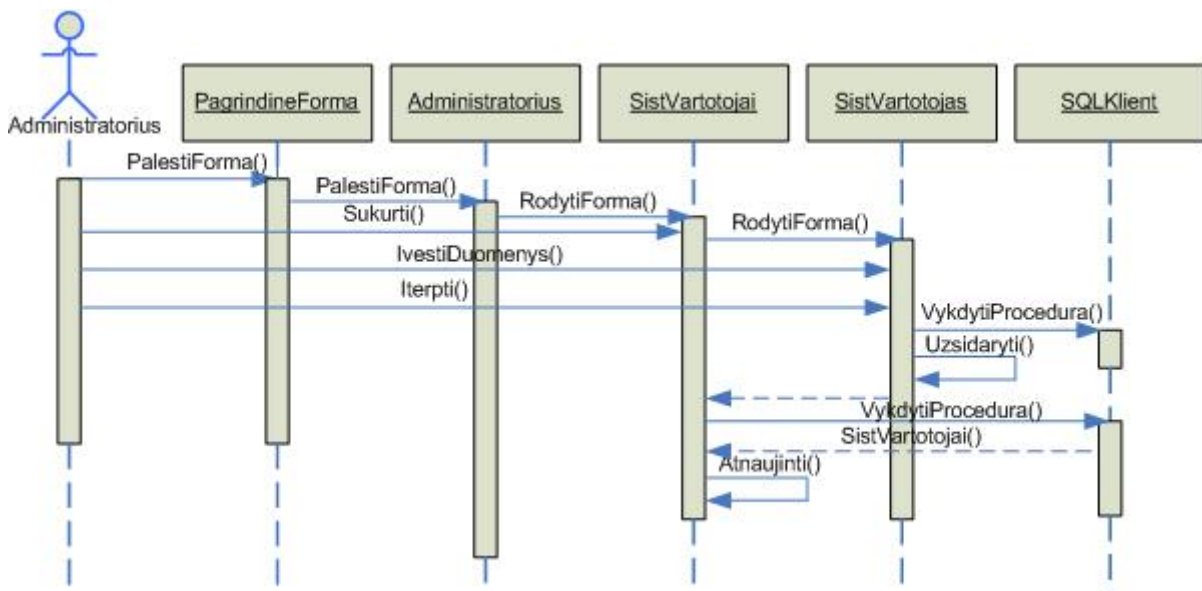 Administratorius
PagrindineForma
Administratorius
SistVartotojai
SistVartotojas
SQLKlient
PalestiForma()
PalestiForma()
RodytiForma()
Sukurti()
RodytiForma()
IvestiDuomenys()
Iterpti()
VykdytiProcedura()
Uzsidaryti()
VykdytiProcedura()
SistVartotojai()
Atnaujinti()